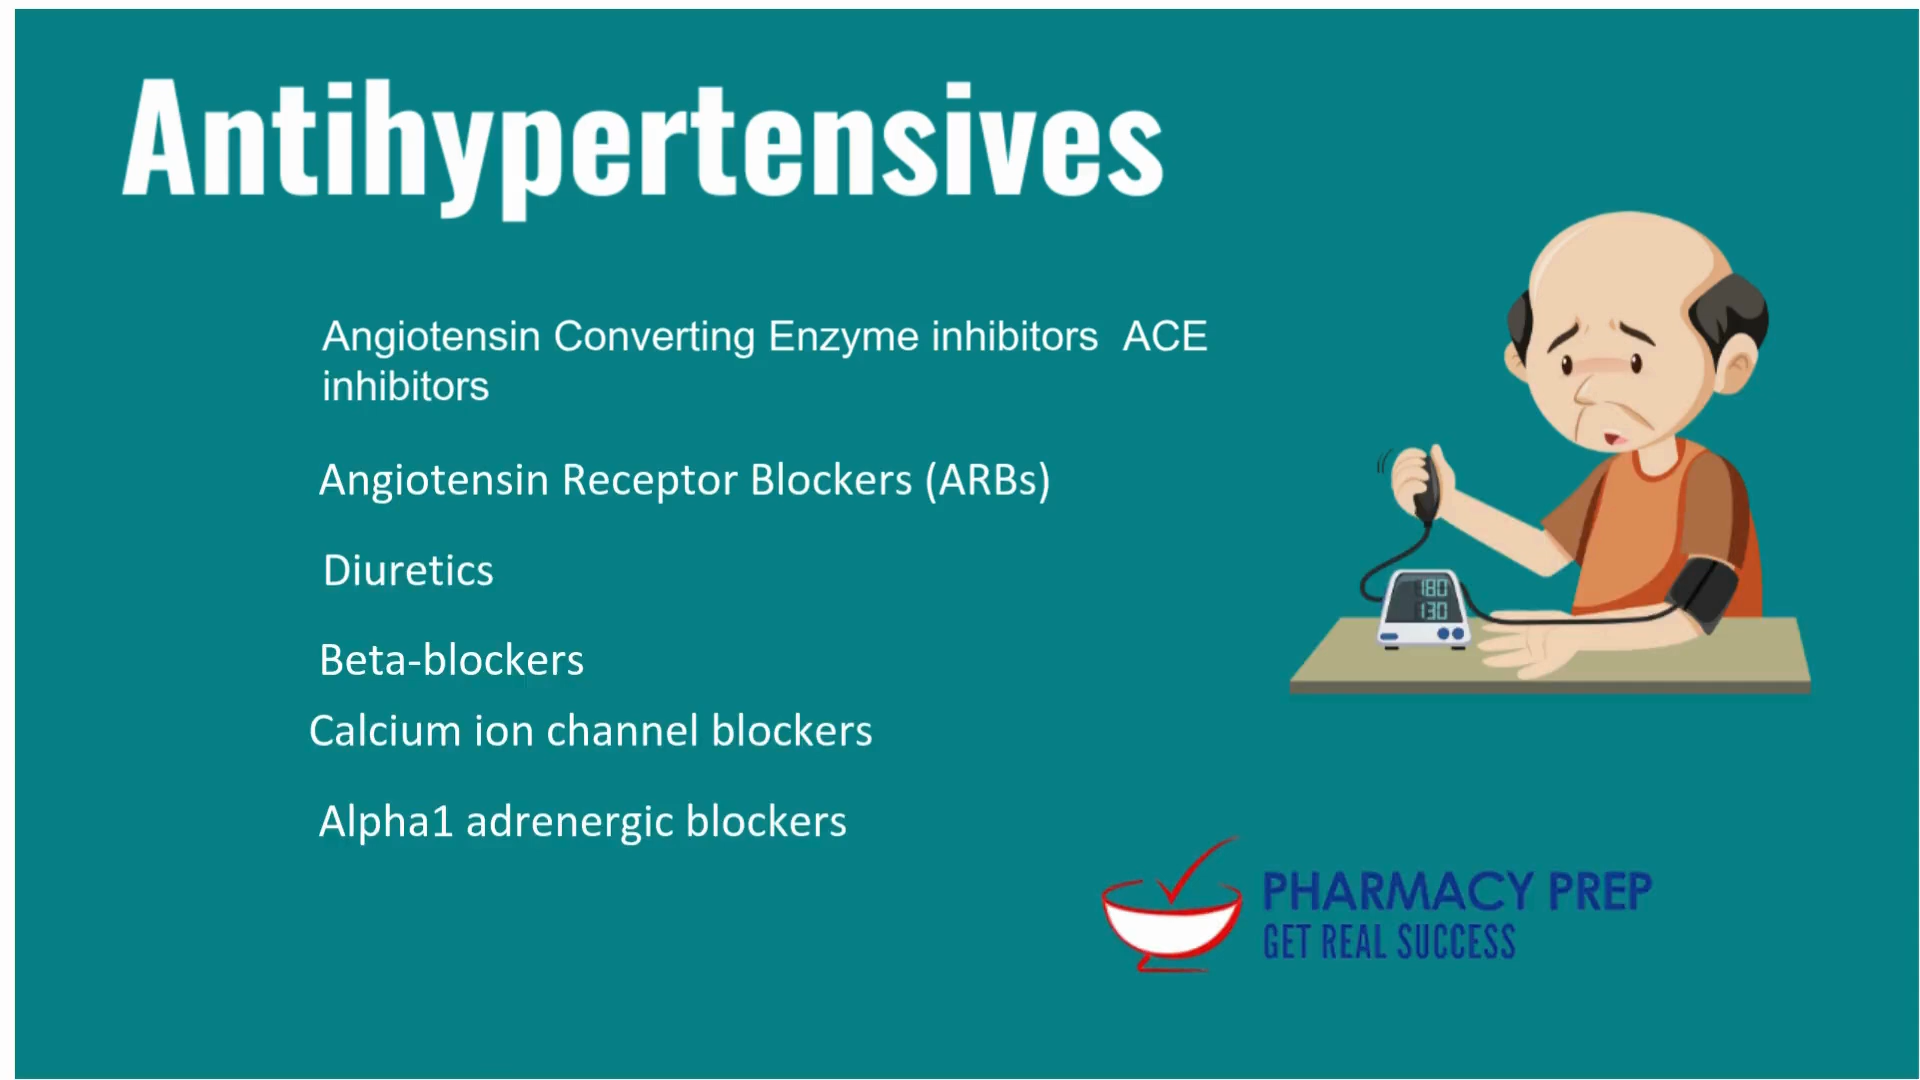 Antihypertensives
Angiotensin Converting Enzyme inhibitors  ACE
inhibitors
Angiotensin Receptor Blockers (ARBs)
Diuretics
Beta-blockers
Calcium ion channel blockers
Alpha1 adrenergic blockers
180
130
PHARMACY PREP
GET REAL SUCCESS